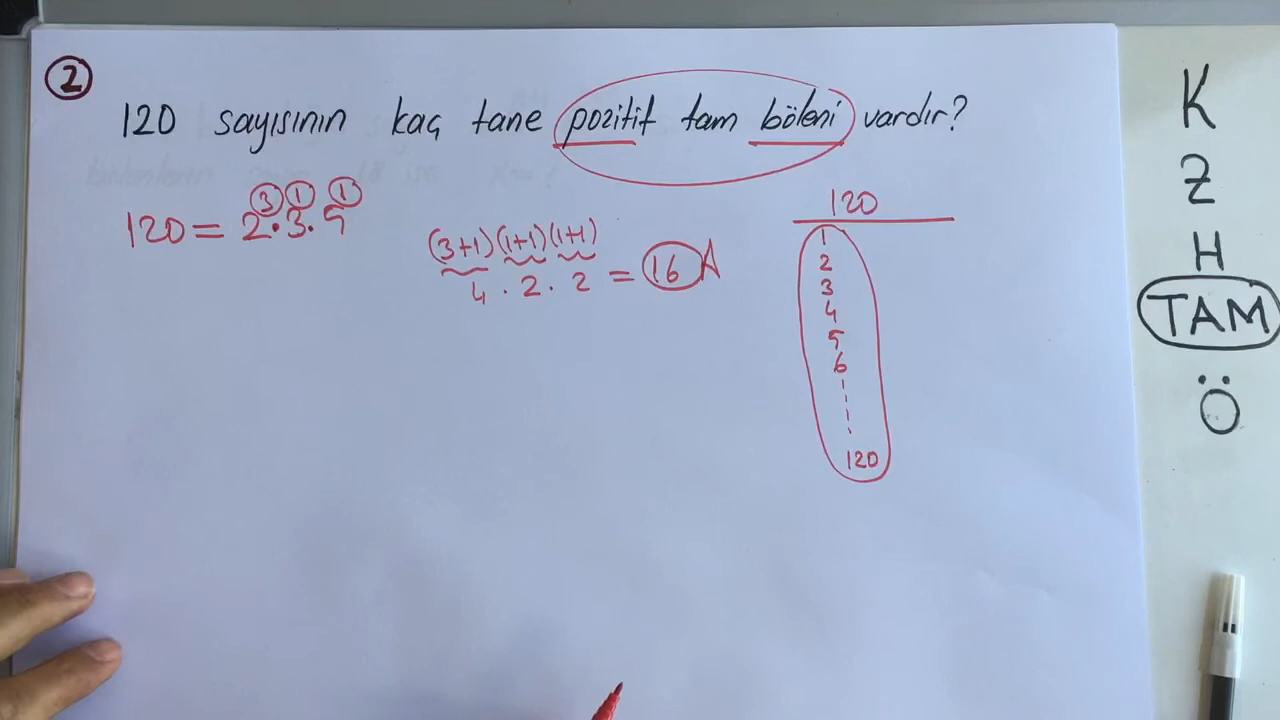 2
120 sayısının kaç tane pozitif tam böleni vardır?
120 = 2³·3¹·5¹
(3+1)(1+1)(1+1)
4 · 2 · 2 = 16
120
1
2
3
4
5
6
120
K
Z
H
TAM
Ö